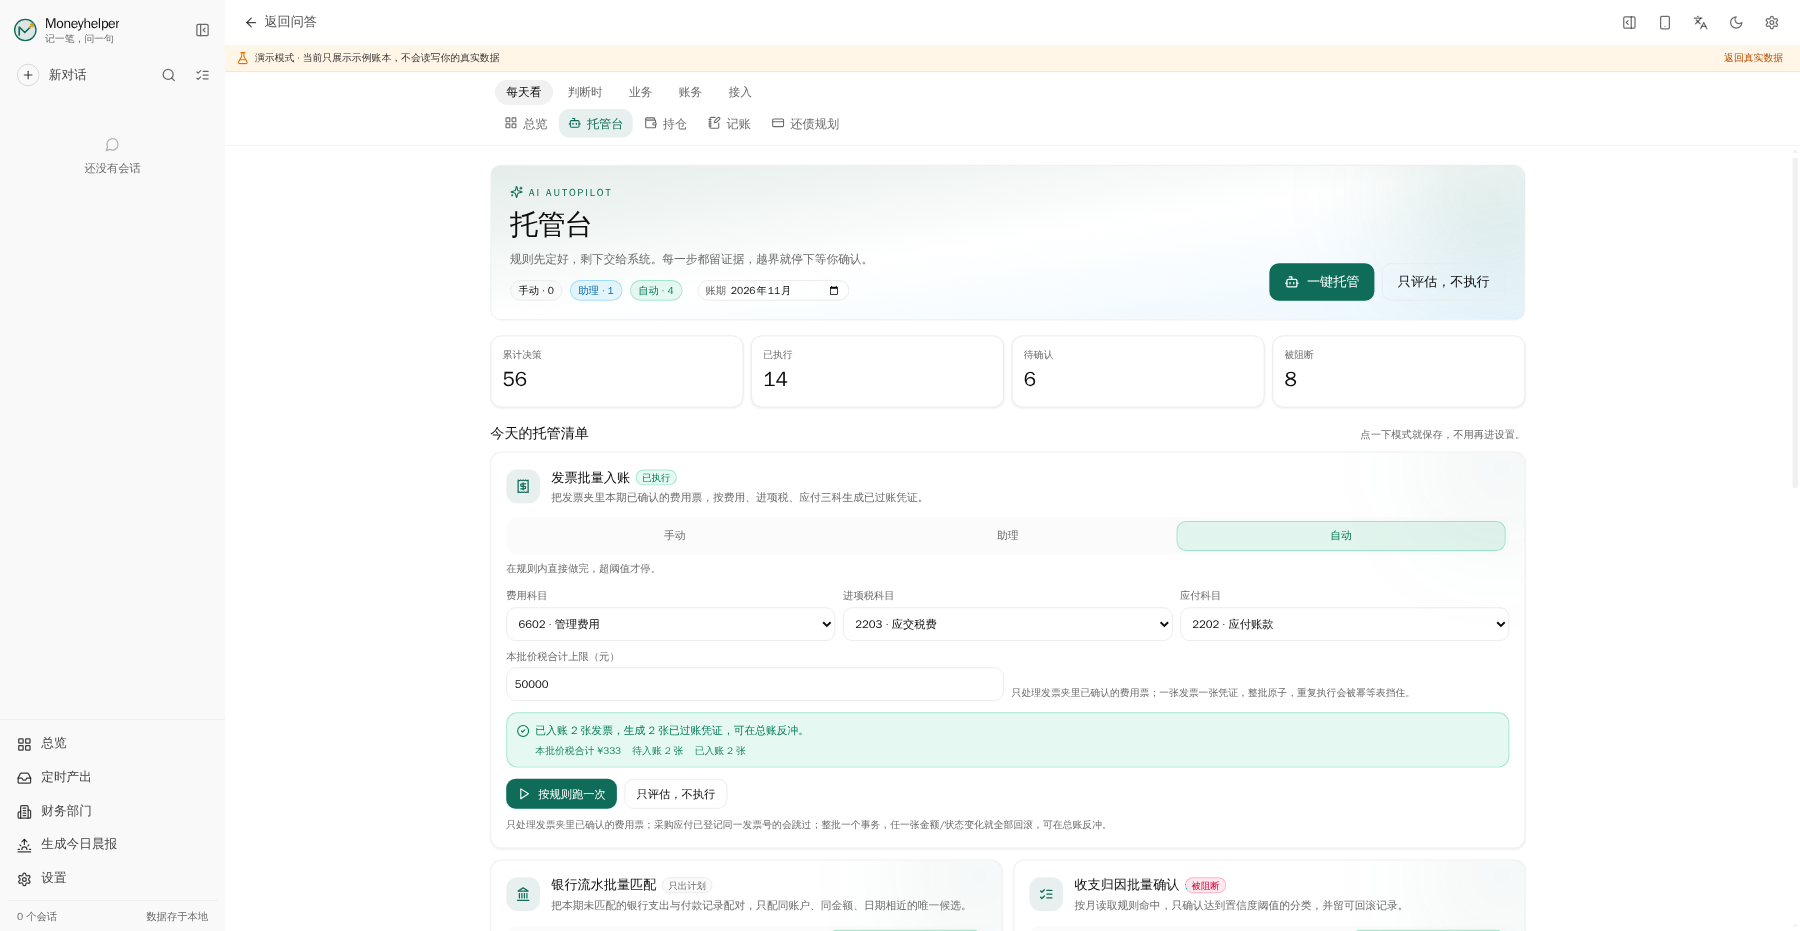 Moneyhelper
记一笔，问一句
新对话
还没有会话
总览
定时产出
财务部门
生成今日晨报
设置
0 个会话
数据存于本地
返回问答
演示模式 · 当前只展示示例账本，不会读写你的真实数据
返回真实数据
每天看
判断时
业务
账务
接入
总览
托管台
持仓
记账
还债规划
AI AUTOPILOT
托管台
规则先定好，剩下交给系统。每一步都留证据，越界就停下等你确认。
手动 · 0
助理 · 1
自动 · 4
账期 2026年11月
一键托管
只评估，不执行
累计决策
56
已执行
14
待确认
6
被阻断
8
今天的托管清单
点一下模式就保存，不用再进设置。
发票批量入账
已执行
把发票夹里本期已确认的费用票，按费用、进项税、应付三科生成已过账凭证。
手动
助理
自动
在规则内直接做完，超阈值才停。
费用科目
进项税科目
应付科目
6602 · 管理费用
2203 · 应交税费
2202 · 应付账款
本批价税合计上限（元）
50000
只处理发票夹里已确认的费用票；一张发票一张凭证，整批原子，重复执行会被幂等表挡住。
已入账 2 张发票，生成 2 张已过账凭证，可在总账反冲。
本批价税合计 ¥333 待入账 2 张 已入账 2 张
按规则跑一次
只评估，不执行
只处理发票夹里已确认的费用票；采购应付已登记同一发票号的会跳过；整批一个事务，任一张金额/状态变化就全部回滚，可在总账反冲。
银行流水批量匹配
只出计划
把本期未匹配的银行支出与付款记录配对，只配同账户、同金额、日期相近的唯一候选。
收支归因批量确认
被阻断
按月读取规则命中，只确认达到置信度阈值的分类，并留可回滚记录。